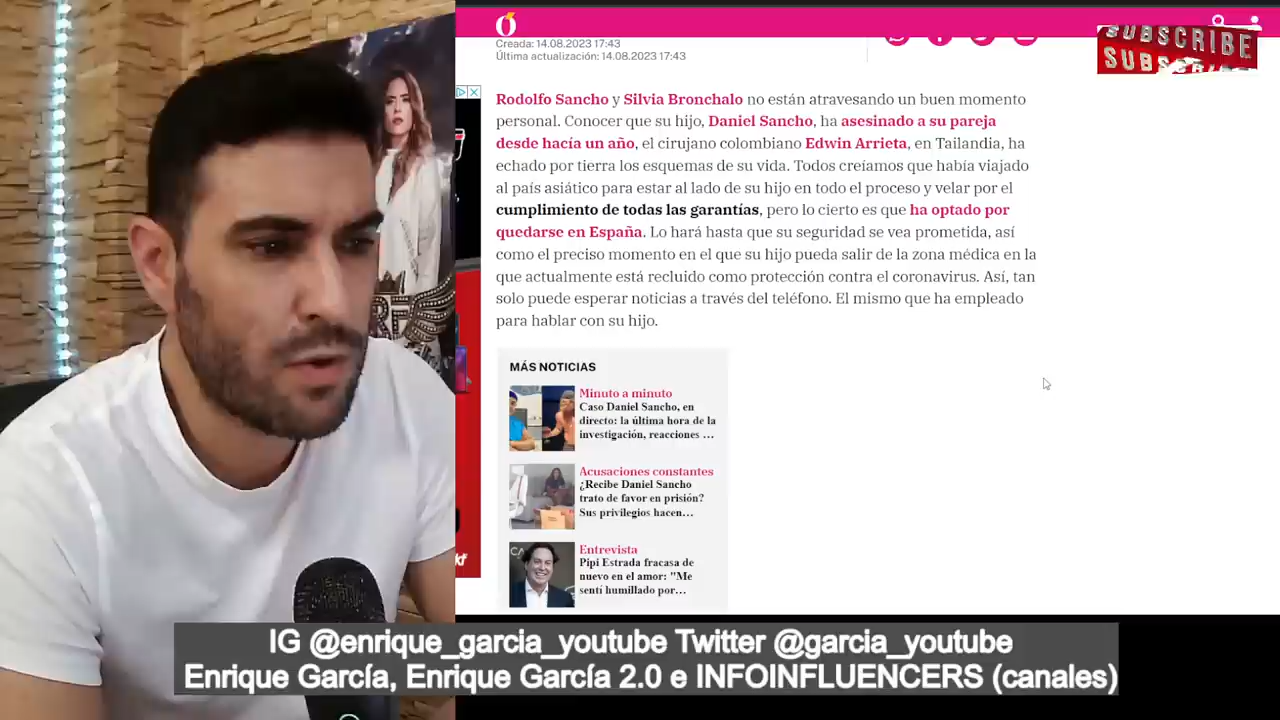 SUBSCRIBE
Creada: 14.08.2023 17:43
Última actualización: 14.08.2023 17:43
Rodolfo Sancho y Silvia Bronchalo no están atravesando un buen momento
personal. Conocer que su hijo, Daniel Sancho, ha asesinado a su pareja
desde hacía un año, el cirujano colombiano Edwin Arrieta, en Tailandia, ha
echado por tierra los esquemas de su vida. Todos creíamos que había viajado
al país asiático para estar al lado de su hijo en todo el proceso y velar por el
cumplimiento de todas las garantías, pero lo cierto es que ha optado por
quedarse en España. Lo hará hasta que su seguridad se vea prometida, así
como el preciso momento en el que su hijo pueda salir de la zona médica en la
que actualmente está recluido como protección contra el coronavirus. Así, tan
solo puede esperar noticias a través del teléfono. El mismo que ha empleado
para hablar con su hijo.
MÁS NOTICIAS
Minuto a minuto
Caso Daniel Sancho, en
directo: la última hora de la
investigación, reacciones ...
Acusaciones constantes
¿Recibe Daniel Sancho
trato de favor en prisión?
Sus privilegios hacen...
Entrevista
Pipi Estrada fracasa de
nuevo en el amor: "Me
sentí humillado por...
IG @enrique_garcia_youtube Twitter @garcia_youtube
Enrique García, Enrique García 2.0 e INFOINFLUENCERS (canales)